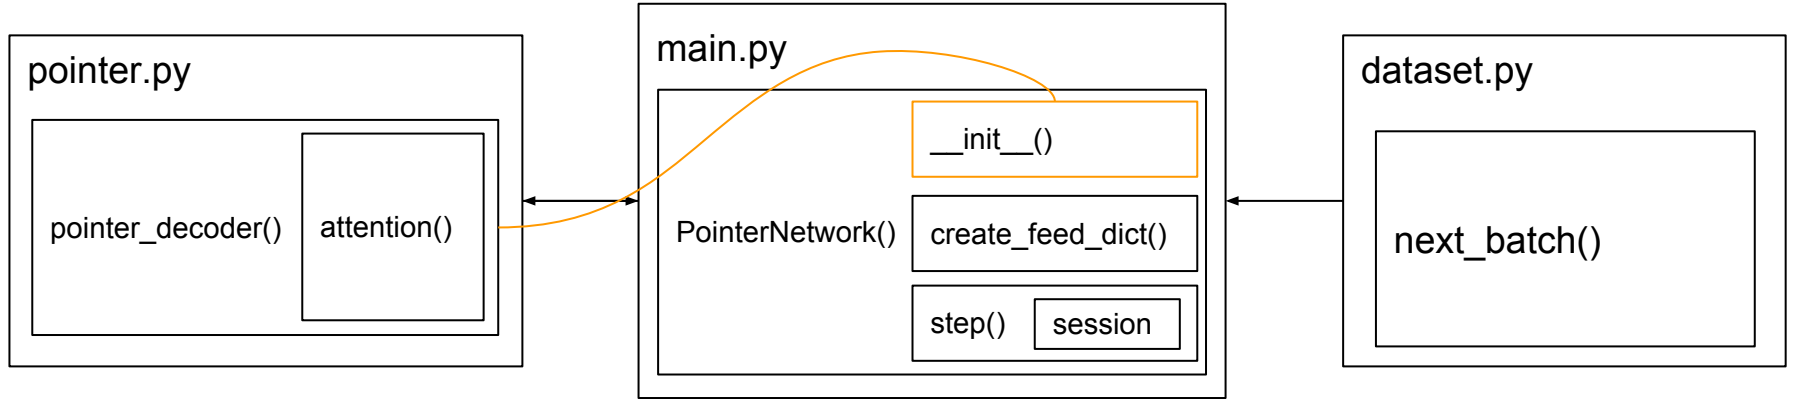 pointer.py
pointer_decoder()
attention()
main.py
PointerNetwork()
__init__()
create_feed_dict()
step()
session
dataset.py
next_batch()